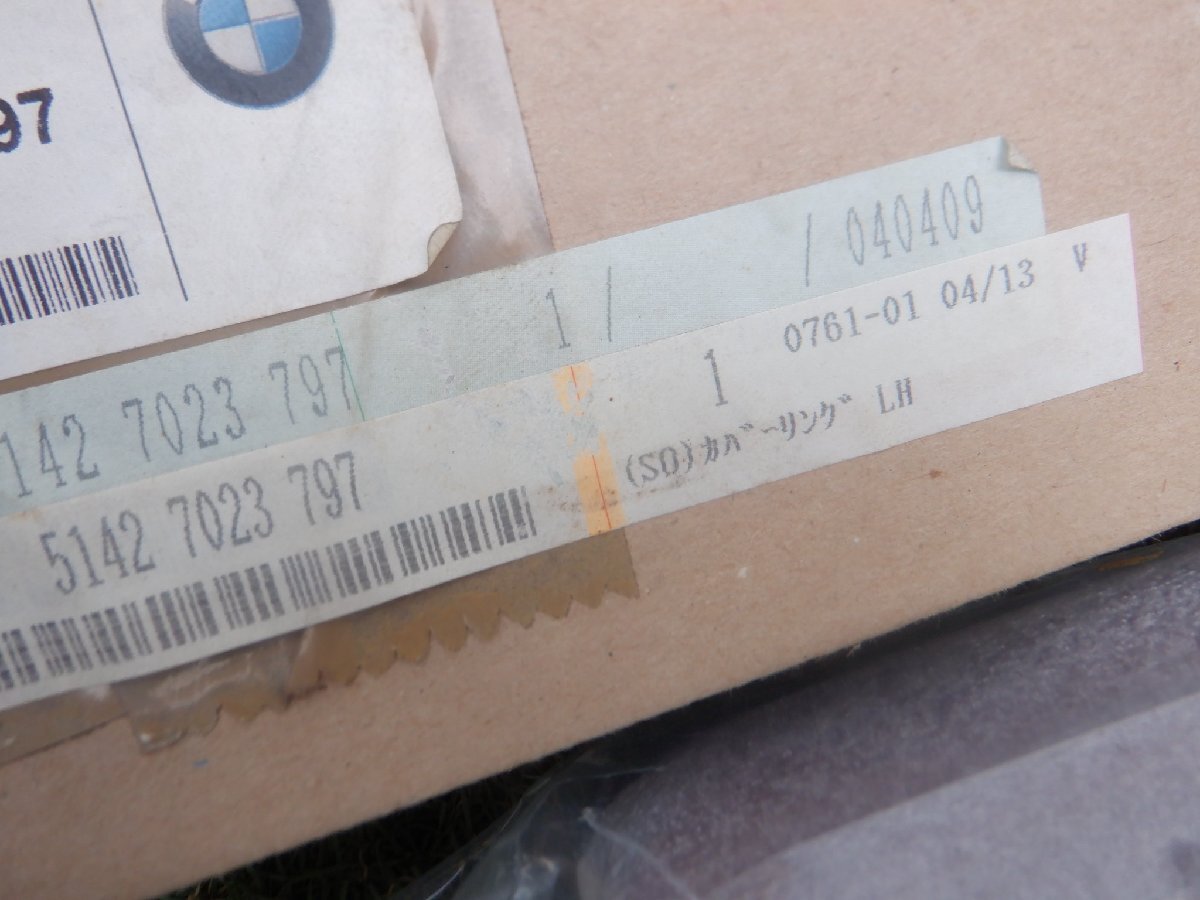 97
1 / / 040409
142 7023 797
1 0761-01 04/13 V
5142 7023 797
(SO)ｶﾊﾞｰﾘﾝｸﾞ LH